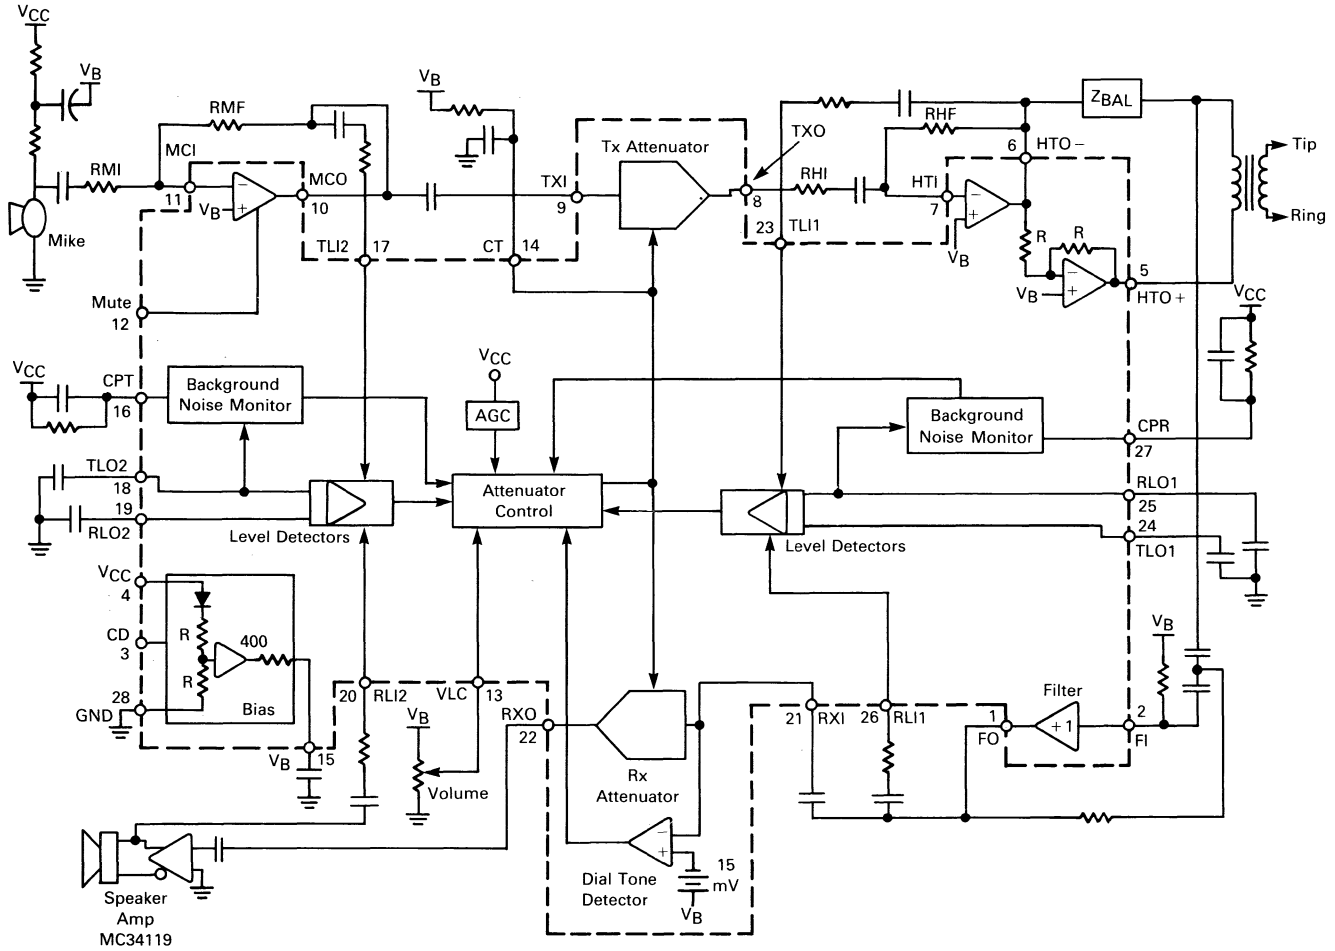 VCC
VB
RMF
MCI
RMI
11
VB
MCO
10
Mike
TLI2
17
Mute
12
VB
CT
14
TXI
9
Tx Attenuator
TXO
8
RHI
RHF
HTI
7
23
TLI1
6
HTO −
ZBAL
Tip
Ring
VB
R
R
VB
5
HTO +
VCC
VCC
CPT
16
Background
Noise Monitor
VCC
AGC
Background
Noise Monitor
CPR
27
TLO2
18
19
RLO2
Level Detectors
Attenuator
Control
Level Detectors
RLO1
25
24
TLO1
VCC
4
CD
3
28
GND
R
R
400
Bias
VB
15
20
RLI2
VLC
13
VB
Volume
RXO
22
Rx
Attenuator
21
RXI
26
RLI1
1
FO
Filter
+1
2
FI
VB
Dial Tone
Detector
15
mV
VB
Speaker
Amp
MC34119